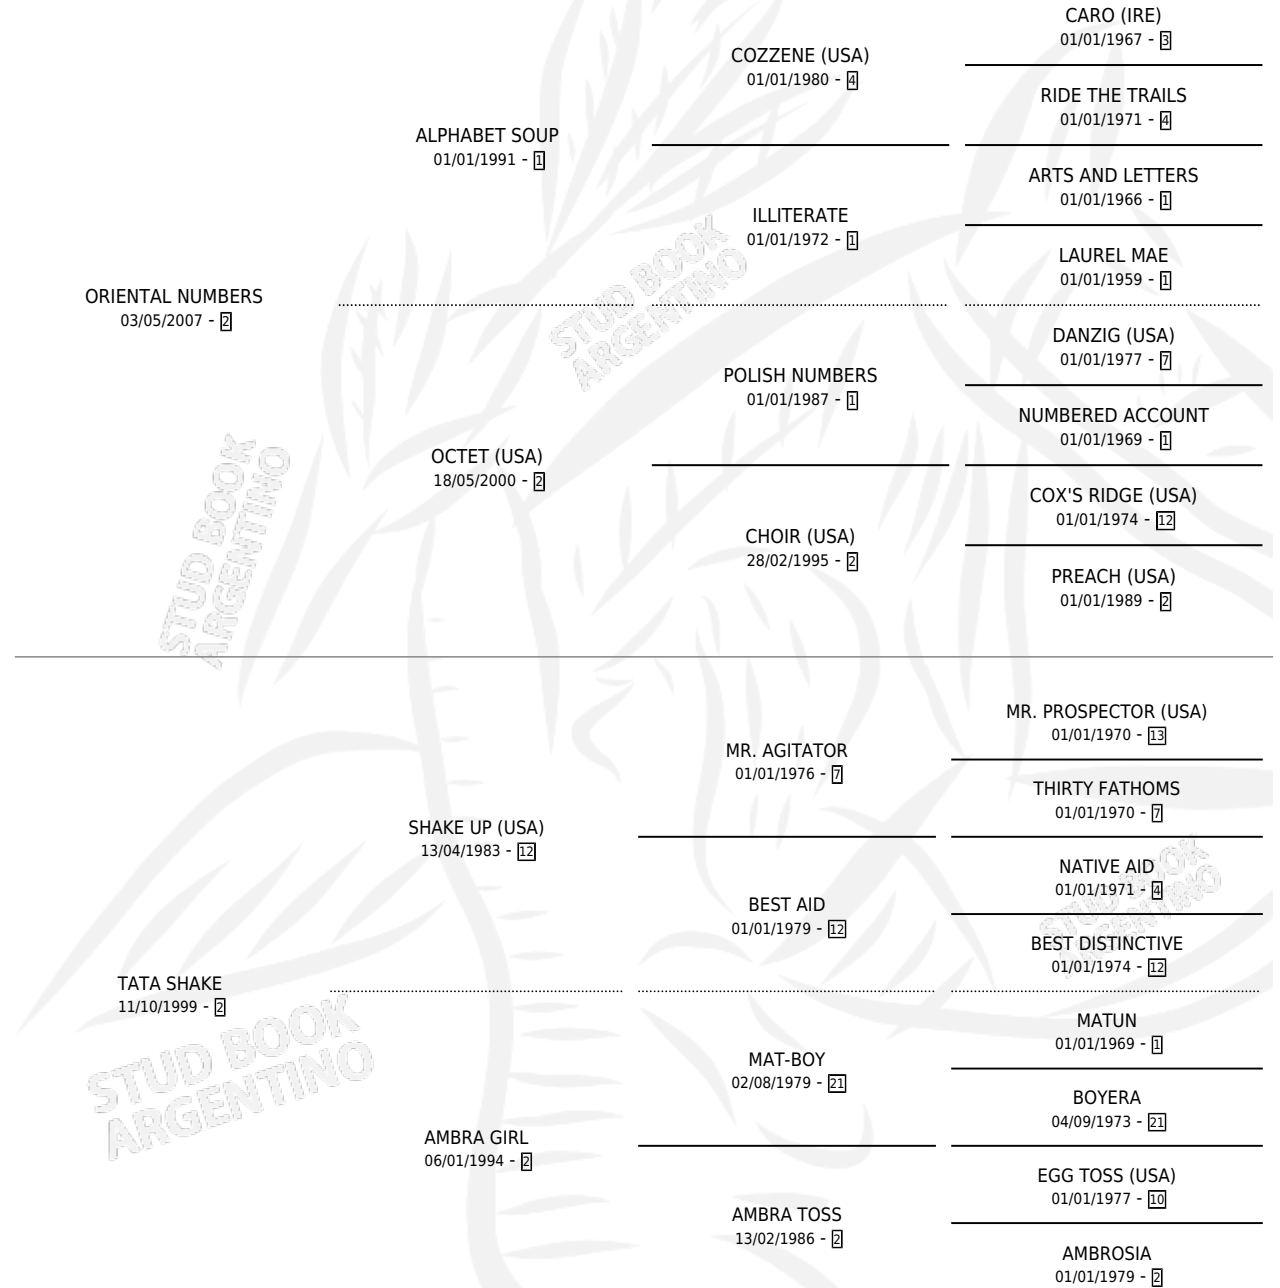 CARO (IRE)
01/01/1967 - 3
COZZENE (USA)
01/01/1980 - 4
RIDE THE TRAILS
01/01/1971 - 4
ALPHABET SOUP
01/01/1991 - 1
ARTS AND LETTERS
01/01/1966 - 1
ILLITERATE
01/01/1972 - 1
LAUREL MAE
01/01/1959 - 1
ORIENTAL NUMBERS
03/05/2007 - 2
DANZIG (USA)
01/01/1977 - 7
POLISH NUMBERS
01/01/1987 - 1
NUMBERED ACCOUNT
01/01/1969 - 1
OCTET (USA)
18/05/2000 - 2
COX'S RIDGE (USA)
01/01/1974 - 12
CHOIR (USA)
28/02/1995 - 2
PREACH (USA)
01/01/1989 - 2
MR. PROSPECTOR (USA)
01/01/1970 - 13
MR. AGITATOR
01/01/1976 - 7
THIRTY FATHOMS
01/01/1970 - 7
SHAKE UP (USA)
13/04/1983 - 12
NATIVE AID
01/01/1971 - 4
BEST AID
01/01/1979 - 12
BEST DISTINCTIVE
01/01/1974 - 12
TATA SHAKE
11/10/1999 - 2
MATUN
01/01/1969 - 1
MAT-BOY
02/08/1979 - 21
BOYERA
04/09/1973 - 21
AMBRA GIRL
06/01/1994 - 2
EGG TOSS (USA)
01/01/1977 - 10
AMBRA TOSS
13/02/1986 - 2
AMBROSIA
01/01/1979 - 2
STUD BOOK
ARGENTINO
STUD BOOK
ARGENTINO
STUD BOOK
ARGENTINO
STUD BOOK
ARGENTINO